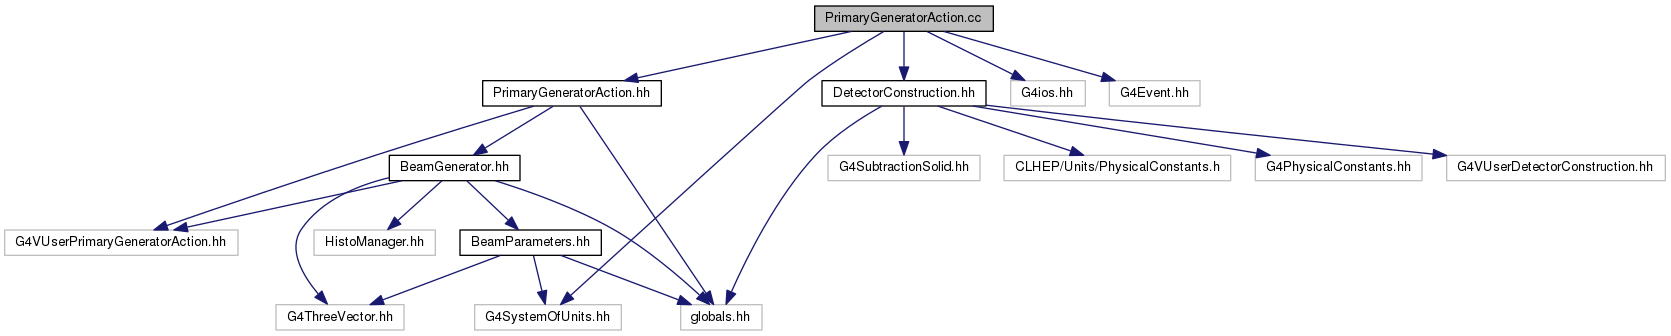 PrimaryGeneratorAction.cc
PrimaryGeneratorAction.hh
DetectorConstruction.hh
G4ios.hh
G4Event.hh
BeamGenerator.hh
G4SubtractionSolid.hh
CLHEP/Units/PhysicalConstants.h
G4PhysicalConstants.hh
G4VUserDetectorConstruction.hh
G4VUserPrimaryGeneratorAction.hh
HistoManager.hh
BeamParameters.hh
G4ThreeVector.hh
G4SystemOfUnits.hh
globals.hh